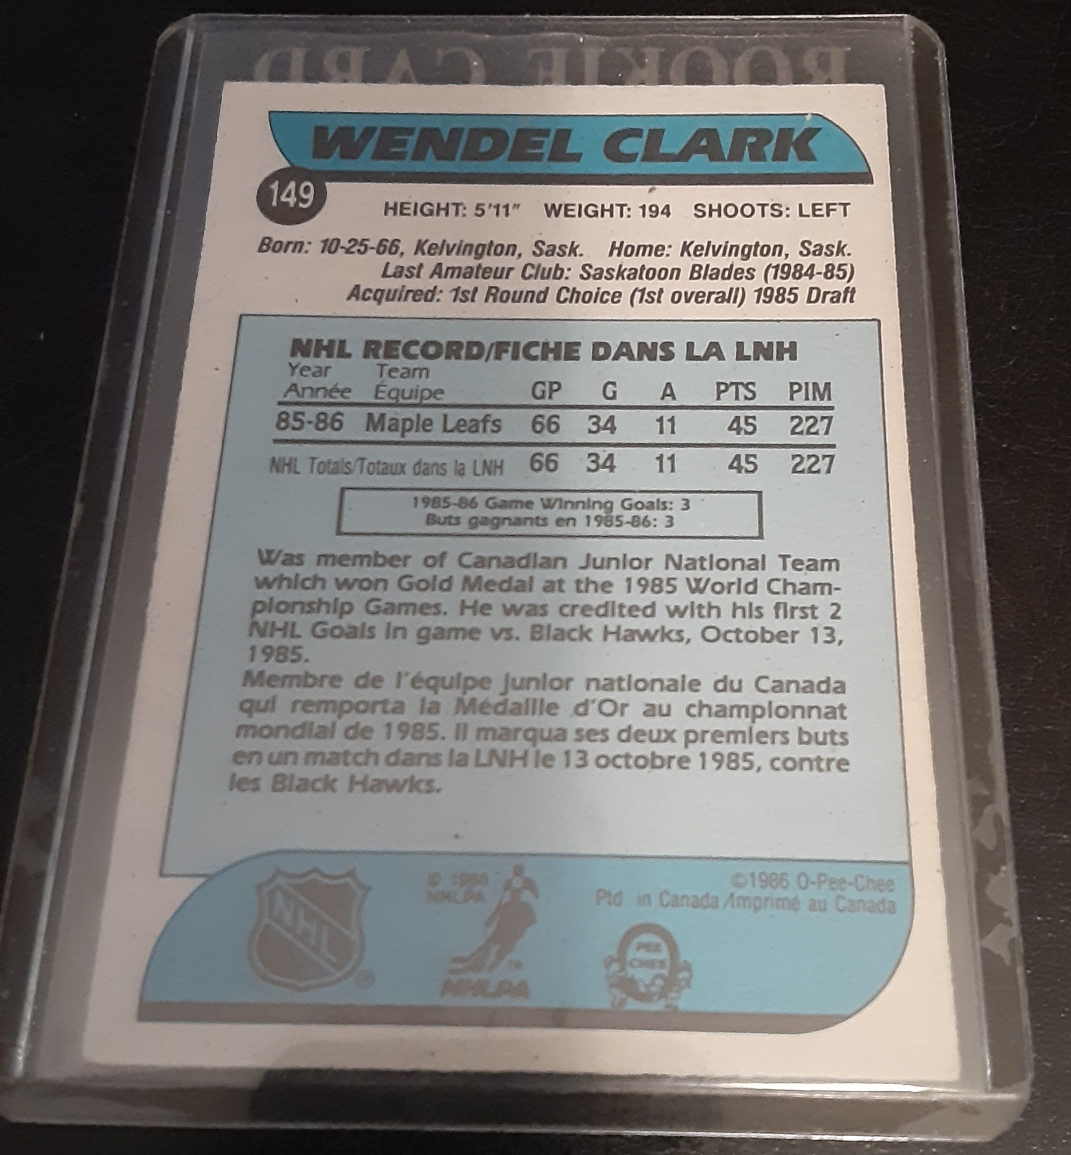 ROOKIE CARD
WENDEL CLARK
149
HEIGHT: 5'11" WEIGHT: 194 SHOOTS: LEFT
Born: 10-25-66, Kelvington, Sask. Home: Kelvington, Sask.
Last Amateur Club: Saskatoon Blades (1984-85)
Acquired: 1st Round Choice (1st overall) 1985 Draft
NHL RECORD/FICHE DANS LA LNH
Year Team
Année Équipe GP G A PTS PIM
85-86 Maple Leafs 66 34 11 45 227
NHL Totals/Totaux dans la LNH 66 34 11 45 227
1985-86 Game Winning Goals: 3
Buts gagnants en 1985-86: 3
Was member of Canadian Junior National Team
which won Gold Medal at the 1985 World Cham-
pionship Games. He was credited with his first 2
NHL Goals in game vs. Black Hawks, October 13,
1985.
Membre de l'équipe junior nationale du Canada
qui remporta la Médaille d'Or au championnat
mondial de 1985. Il marqua ses deux premiers buts
en un match dans la LNH le 13 octobre 1985, contre
les Black Hawks.
©1986 O-Pee-Chee
Ptd. in Canada/Imprimé au Canada
© 1986
NHLPA
NHL
®
NHLPA
PEE
CHEE